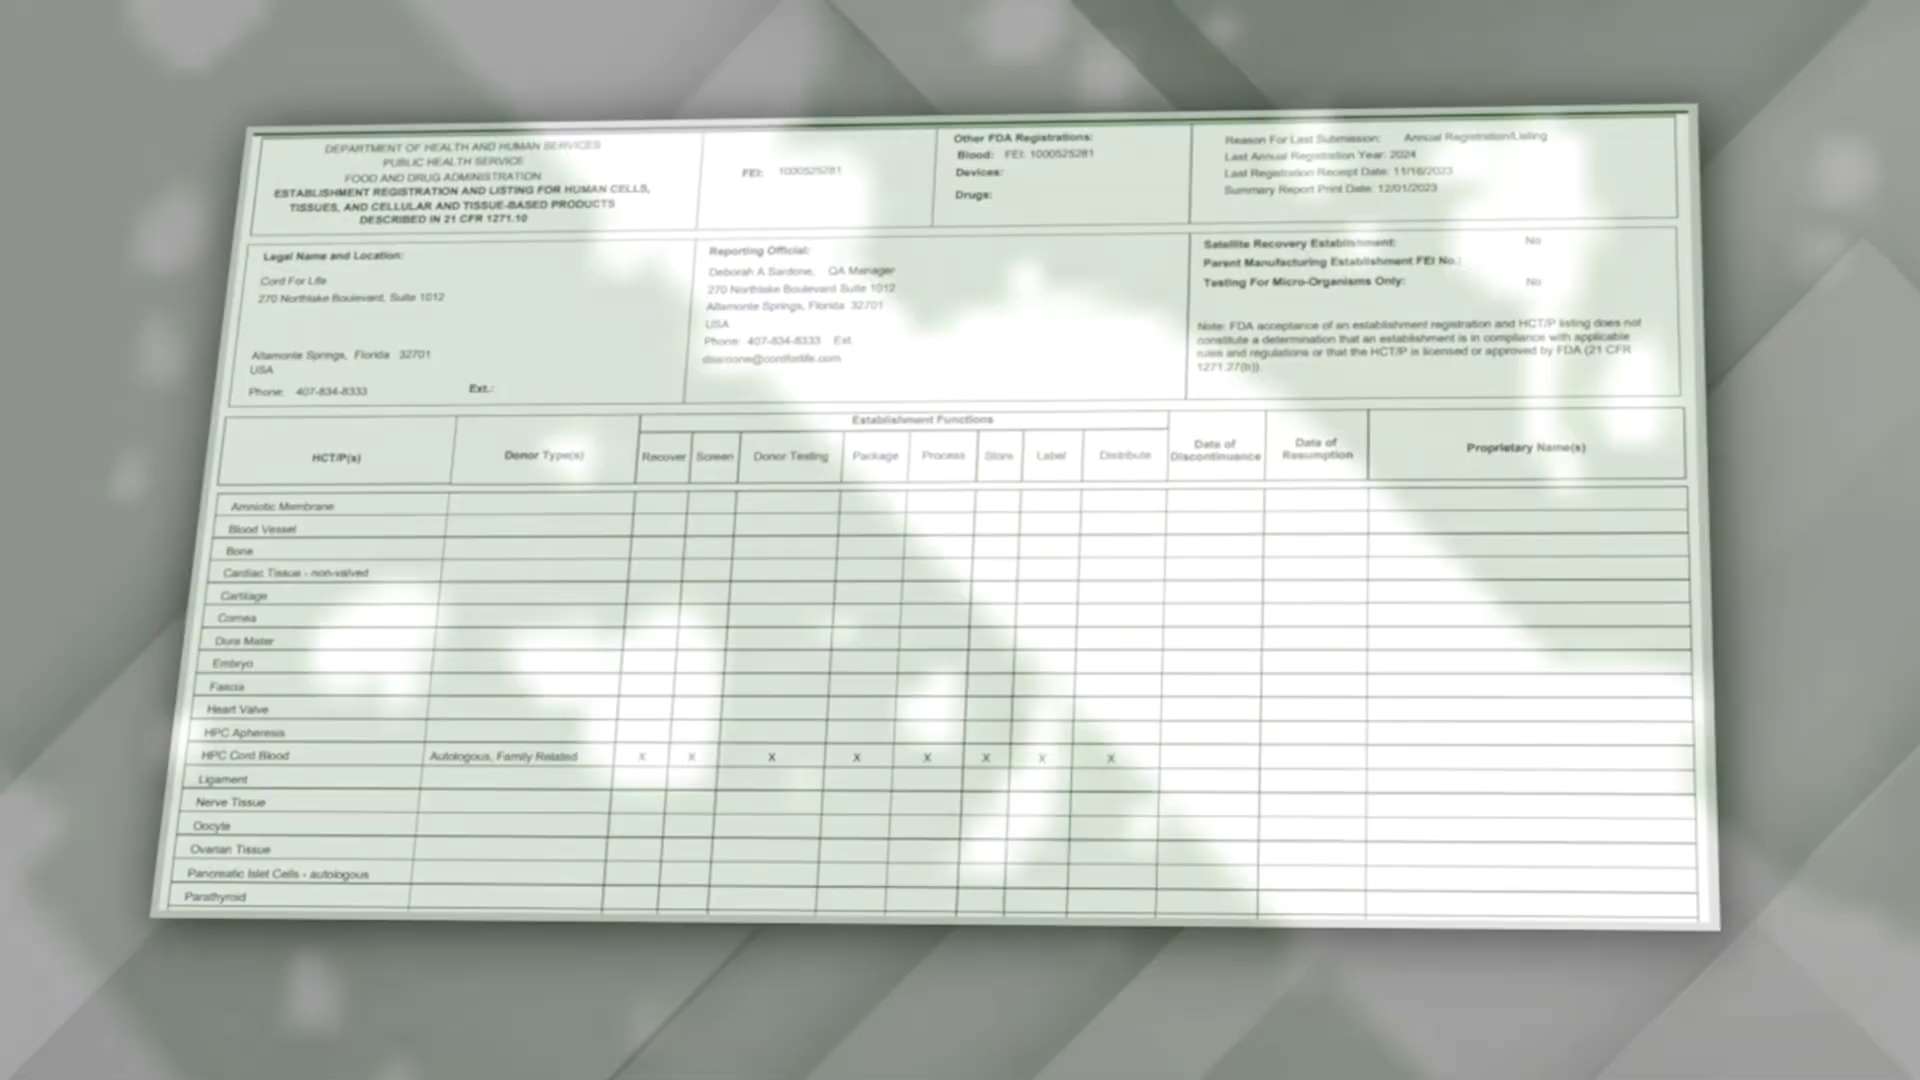 DEPARTMENT OF HEALTH AND HUMAN SERVICES
PUBLIC HEALTH SERVICE
FOOD AND DRUG ADMINISTRATION
ESTABLISHMENT REGISTRATION AND LISTING FOR HUMAN CELLS,
TISSUES, AND CELLULAR AND TISSUE-BASED PRODUCTS
DESCRIBED IN 21 CFR 1271.10
FEI: 1000525281
Other FDA Registrations:
Blood: FEI: 1000525281
Devices:
Drugs:
Reason For Last Submission: Annual Registration/Listing
Last Annual Registration Year: 2024
Last Registration Receipt Date: 11/16/2023
Summary Report Print Date: 12/01/2023
Legal Name and Location:
Cord For Life
270 Northlake Boulevard, Suite 1012
Altamonte Springs, Florida 32701
USA
Phone: 407-834-8333 Ext.:
Reporting Official:
Deborah A Sardone, QA Manager
270 Northlake Boulevard Suite 1012
Altamonte Springs, Florida 32701
USA
Phone: 407-834-8333 Ext.
dsardone@cordforlife.com
Satellite Recovery Establishment: No
Parent Manufacturing Establishment FEI No.:
Testing For Micro-Organisms Only: No
Note: FDA acceptance of an establishment registration and HCT/P listing does not
constitute a determination that an establishment is in compliance with applicable
rules and regulations or that the HCT/P is licensed or approved by FDA (21 CFR
1271.27(b)).
Establishment Functions
HCT/P(s) Donor Type(s) Recover Screen Donor Testing Package Process Store Label Distribute Date of Discontinuance Date of Resumption Proprietary Name(s)
Amniotic Membrane
Blood Vessel
Bone
Cardiac Tissue - non-valved
Cartilage
Cornea
Dura Mater
Embryo
Fascia
Heart Valve
HPC Apheresis
HPC Cord Blood Autologous, Family Related X X X X X X X X
Ligament
Nerve Tissue
Oocyte
Ovarian Tissue
Pancreatic Islet Cells - autologous
Parathyroid